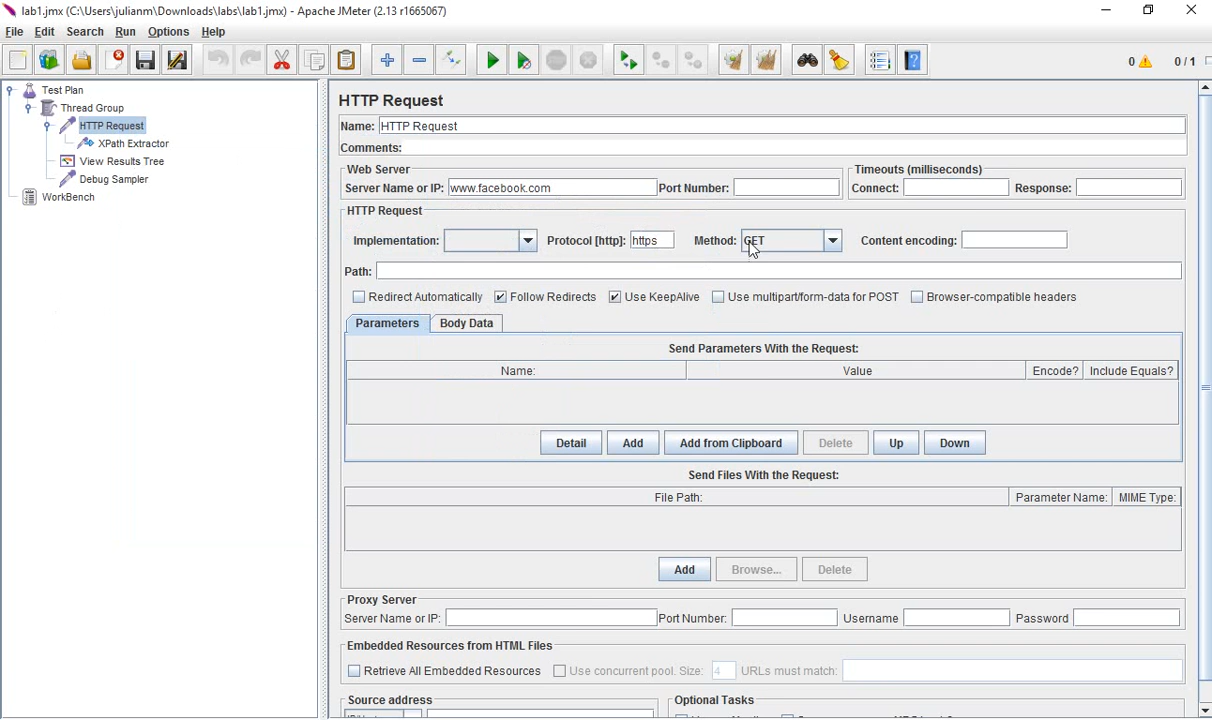 lab1.jmx (C:\Users\julianm\Downloads\labs\lab1.jmx) - Apache JMeter (2.13 r1665067)
File Edit Search Run Options Help
0 0 / 1
Test Plan
Thread Group
HTTP Request
XPath Extractor
View Results Tree
Debug Sampler
WorkBench
HTTP Request
Name: HTTP Request
Comments:
Web Server
Timeouts (milliseconds)
Server Name or IP: www.facebook.com Port Number: Connect: Response:
HTTP Request
Implementation: Protocol [http]: https Method: GET Content encoding:
Path:
Redirect Automatically Follow Redirects Use KeepAlive Use multipart/form-data for POST Browser-compatible headers
Parameters Body Data
Send Parameters With the Request:
Name: Value Encode? Include Equals?
Detail Add Add from Clipboard Delete Up Down
Send Files With the Request:
File Path: Parameter Name: MIME Type:
Add Browse... Delete
Proxy Server
Server Name or IP: Port Number: Username Password
Embedded Resources from HTML Files
Retrieve All Embedded Resources Use concurrent pool. Size: 4 URLs must match:
Source address Optional Tasks